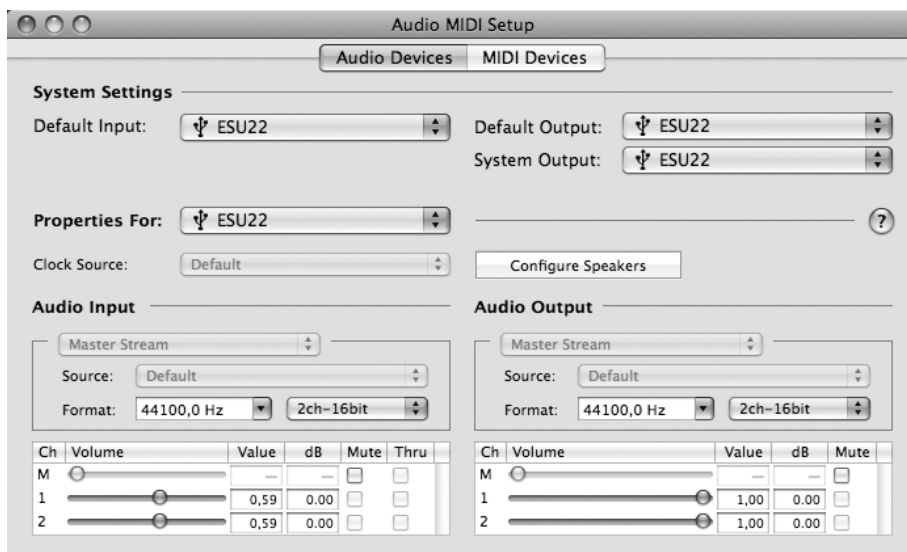 Audio MIDI Setup
Audio Devices MIDI Devices
System Settings
Default Input: ESU22
Default Output: ESU22
System Output: ESU22
Properties For: ESU22
?
Clock Source: Default
Configure Speakers
Audio Input
Master Stream
Source: Default
Format: 44100,0 Hz 2ch-16bit
Ch Volume Value dB Mute Thru
M — —
1 0,59 0.00
2 0,59 0.00
Audio Output
Master Stream
Source: Default
Format: 44100,0 Hz 2ch-16bit
Ch Volume Value dB Mute
M — —
1 1,00 0.00
2 1,00 0.00